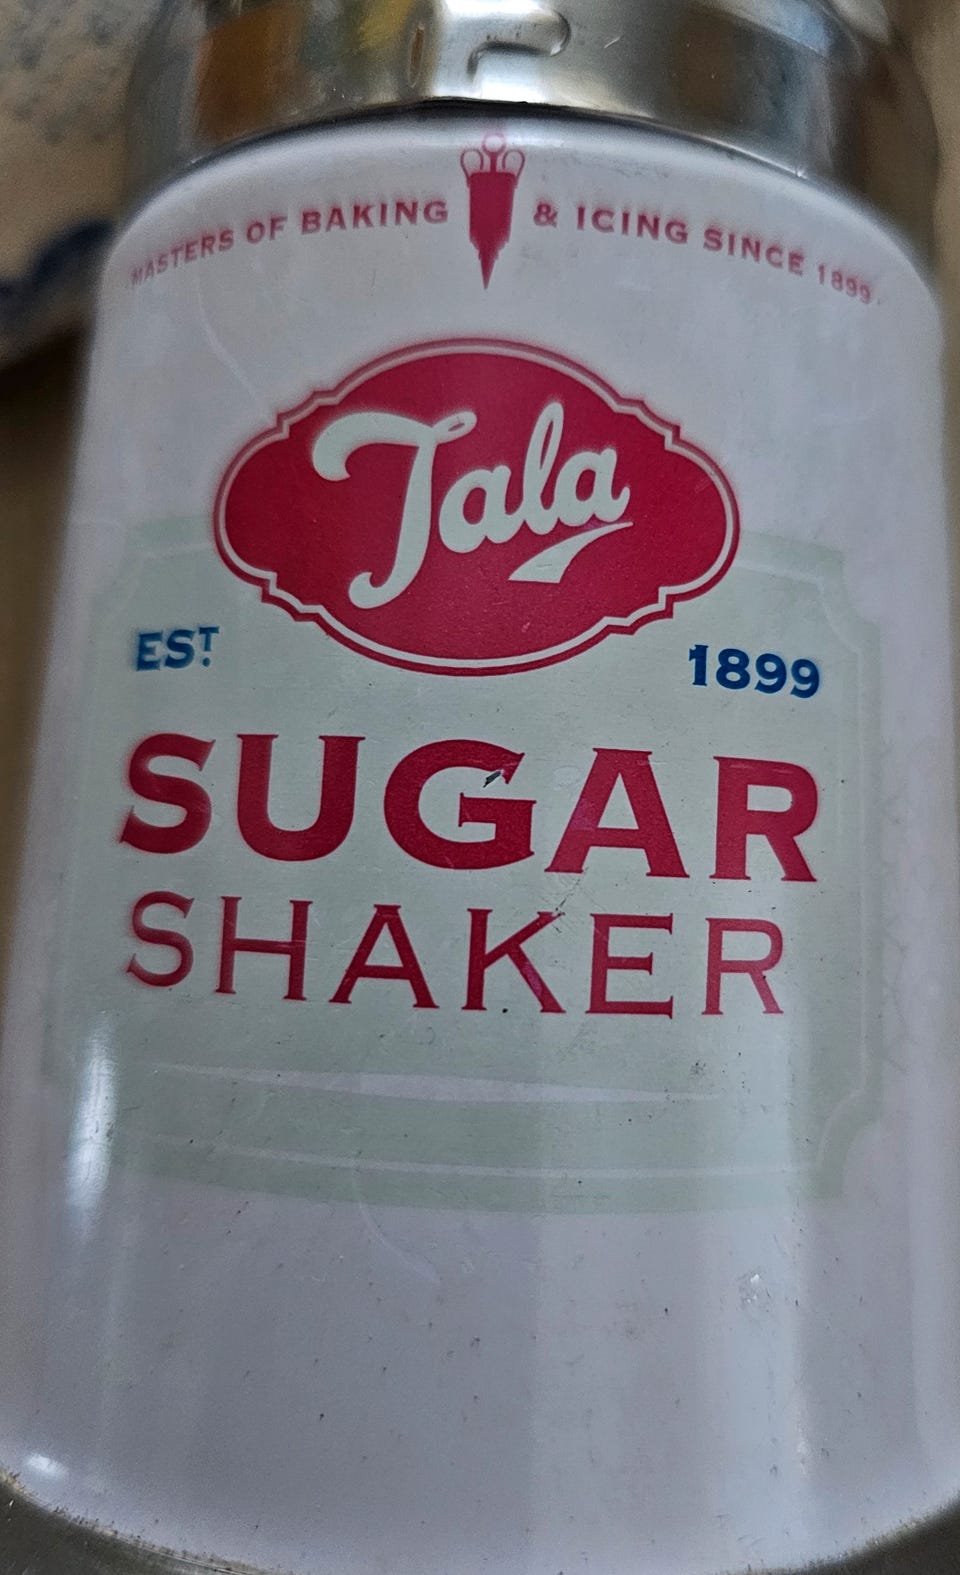 MASTERS OF BAKING & ICING SINCE 1899.
Tala
EST. 1899
SUGAR
SHAKER